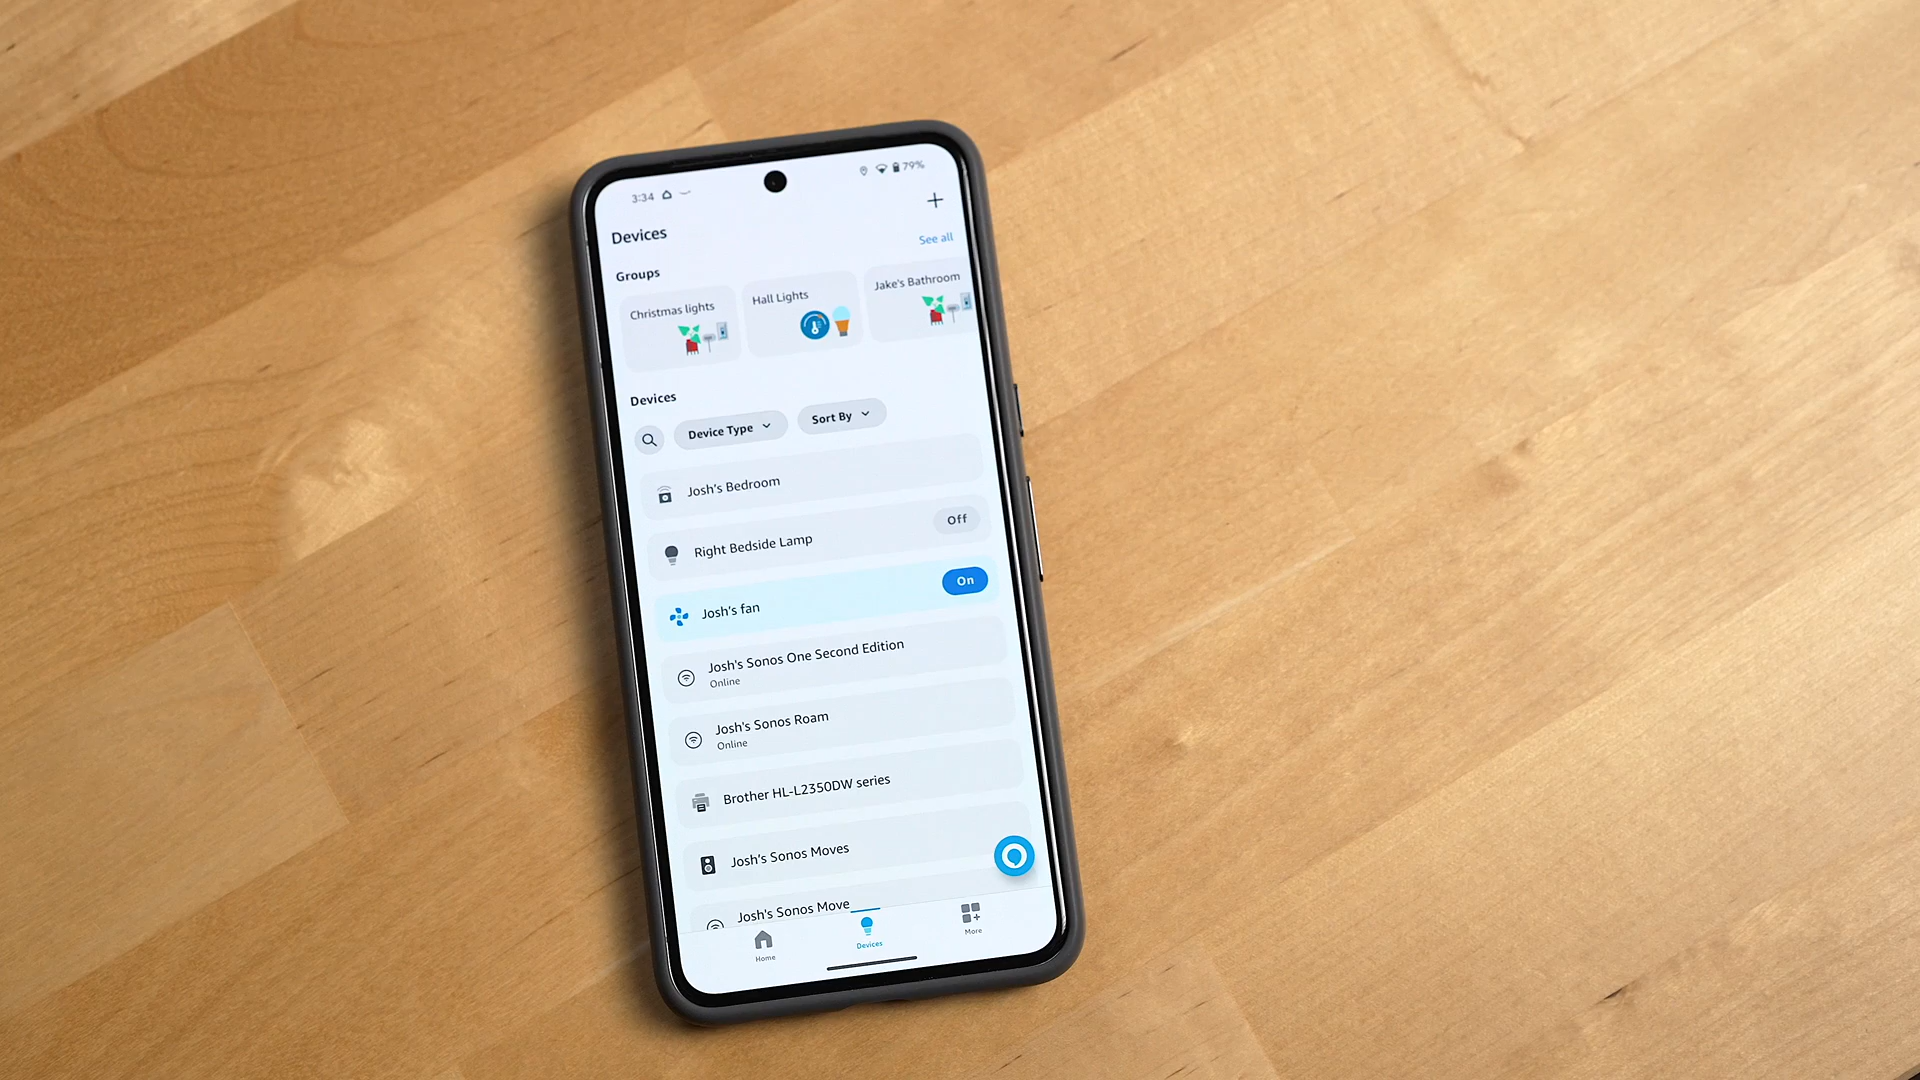 3:34 79%
Devices
See all
Groups
Christmas lights
Hall Lights
Jake's Bathroom
Devices
Device Type
Sort By
Josh's Bedroom
Right Bedside Lamp
Off
Josh's fan
On
Josh's Sonos One Second Edition
Online
Josh's Sonos Roam
Online
Brother HL-L2350DW series
Josh's Sonos Moves
Josh's Sonos Move
Home
Devices
More